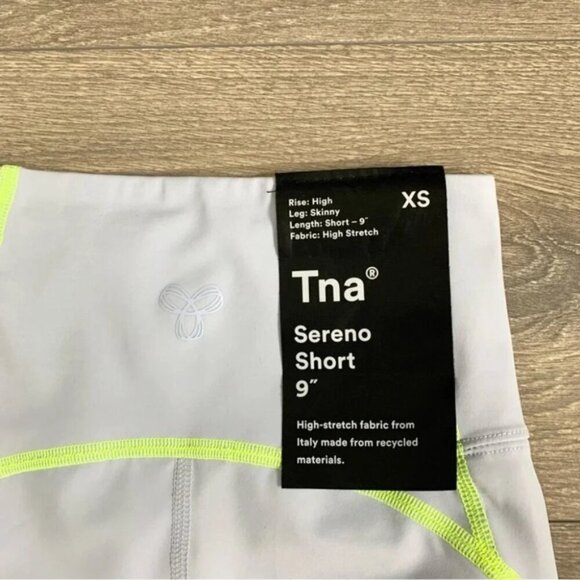 XS
Rise: High
Leg: Skinny
Length: Short – 9"
Fabric: High Stretch
Tna®
Sereno
Short
9"
High-stretch fabric from
Italy made from recycled
materials.